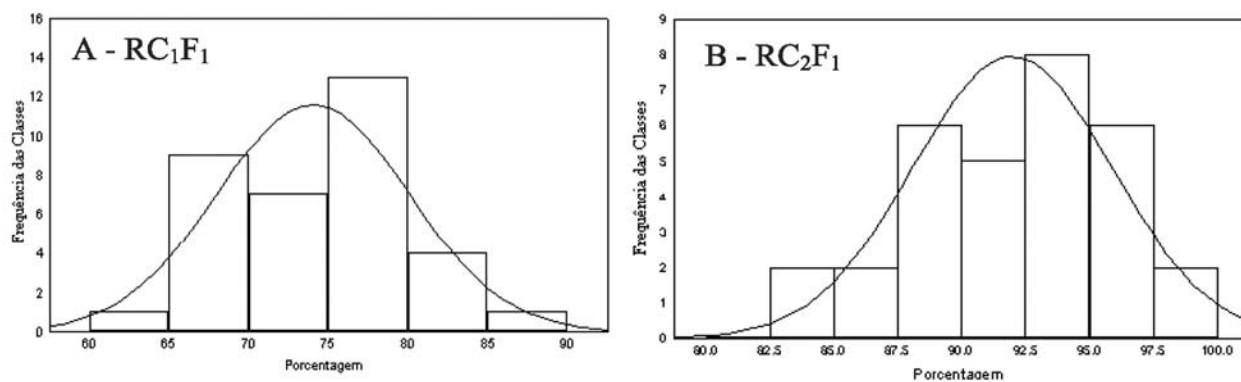 A - RC₁F₁
Frequência das Classes
16
14
12
10
8
6
4
2
0
60 65 70 75 80 85 90
Porcentagem
B - RC₂F₁
Frequência das Classes
9
8
7
6
5
4
3
2
1
0
80.0 82.5 85.0 87.5 90.0 92.5 95.0 97.5 100.0
Porcentagem